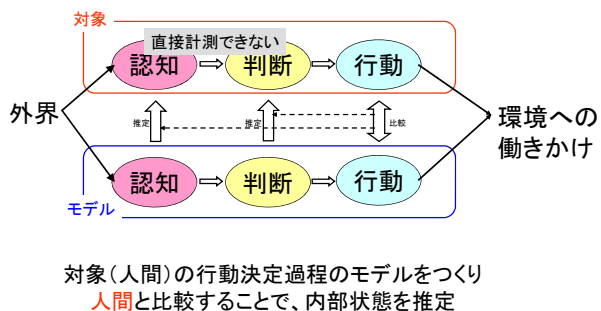 対象
直接計測できない
認知
判断
行動
外界
推定
推定
比較
環境への
働きかけ
認知
判断
行動
モデル
対象(人間)の行動決定過程のモデルをつくり
人間と比較することで、内部状態を推定